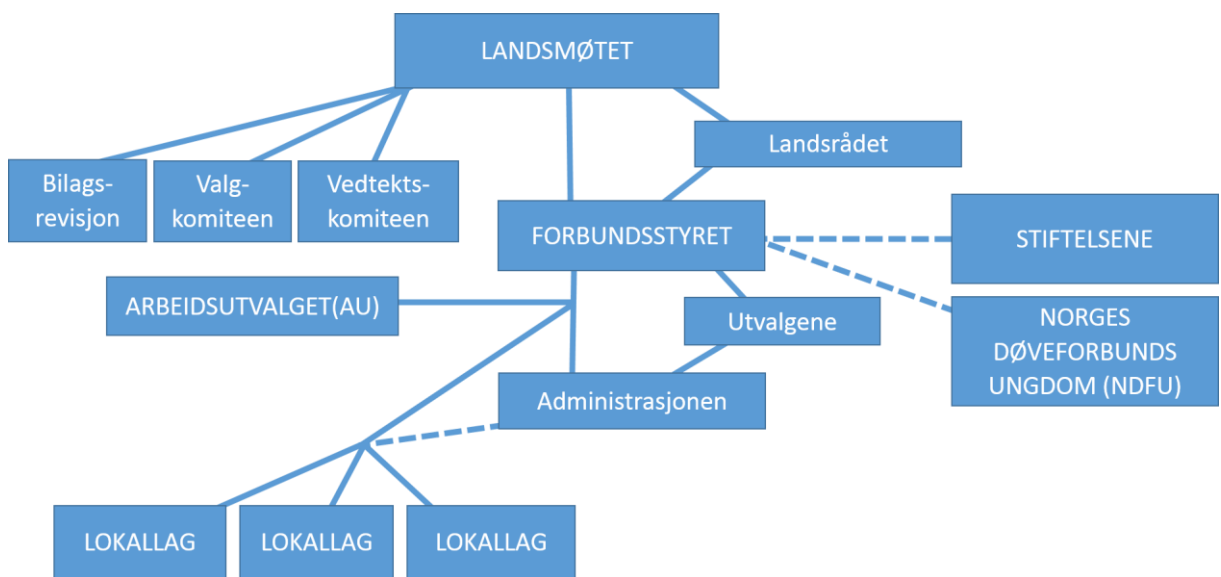 LANDSMØTET
Landsrådet
Bilags-
revisjon
Valg-
komiteen
Vedtekts-
komiteen
FORBUNDSSTYRET
STIFTELSENE
ARBEIDSUTVALGET(AU)
Utvalgene
NORGES
DØVEFORBUNDS
UNGDOM (NDFU)
Administrasjonen
LOKALLAG
LOKALLAG
LOKALLAG